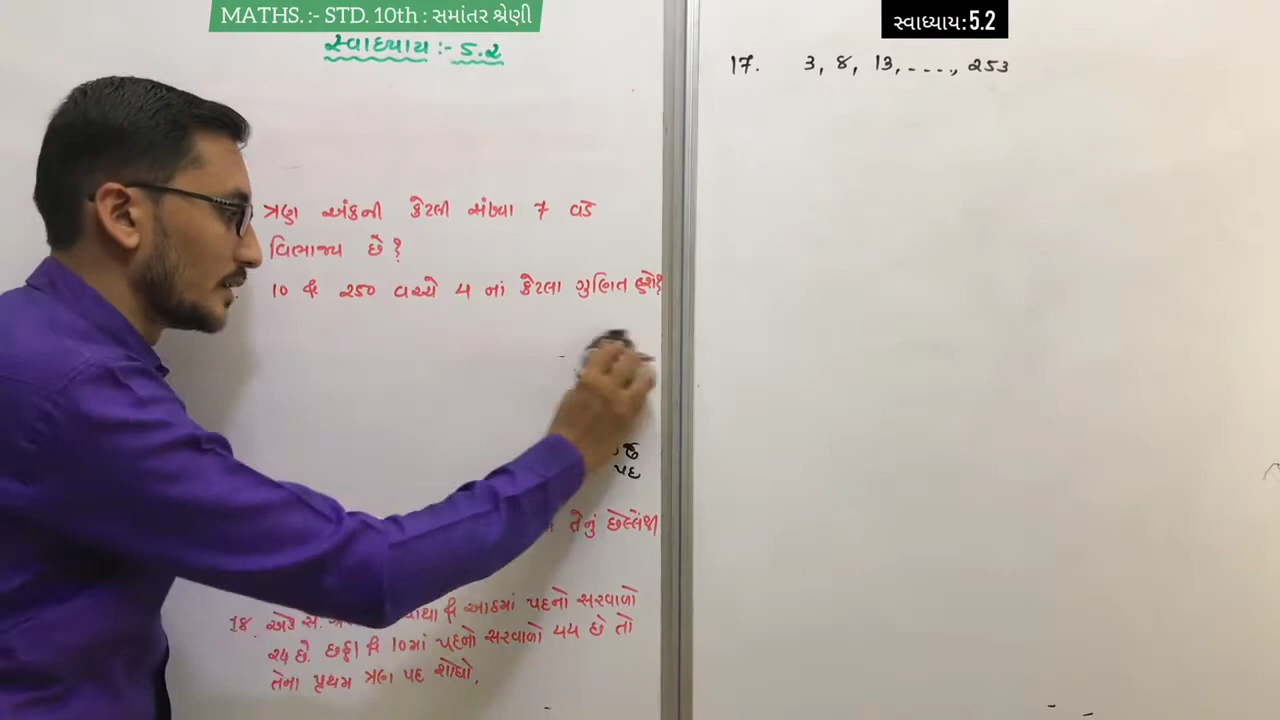 MATHS. :- STD. 10th : સમાંતર શ્રેણી
સ્વાધ્યાય : 5.2
સ્વાધ્યાય :- ૫.૨
ત્રણ અંકની કેટલી સંખ્યા 7 વડે
વિભાજ્ય છે ?
10 થી 250 વચ્ચે 4 નાં કેટલા ગુણિત હશે?
પદ
તેનું છેલ્લેથી
18. એક સ. આઠમાં પદનો સરવાળો
24 છે. છઠ્ઠા 10માં પદનો સરવાળો 44 છે તો
તેના પ્રથમ ત્રણ પદ શોધો.
17. 3, 8, 13, - - - -, 253